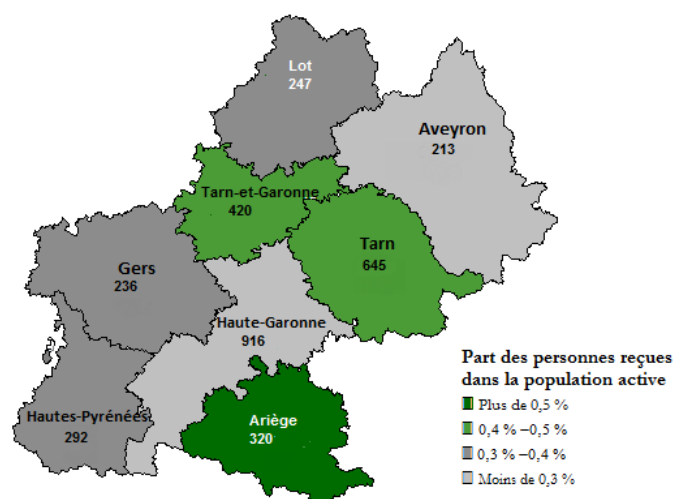 Lot
247
Aveyron
213
Tarn-et-Garonne
420
Tarn
645
Gers
236
Haute-Garonne
916
Hautes-Pyrénées
292
Ariège
320
Part des personnes reçues
dans la population active
Plus de 0,5 %
0,4 % –0,5 %
0,3 % –0,4 %
Moins de 0,3 %